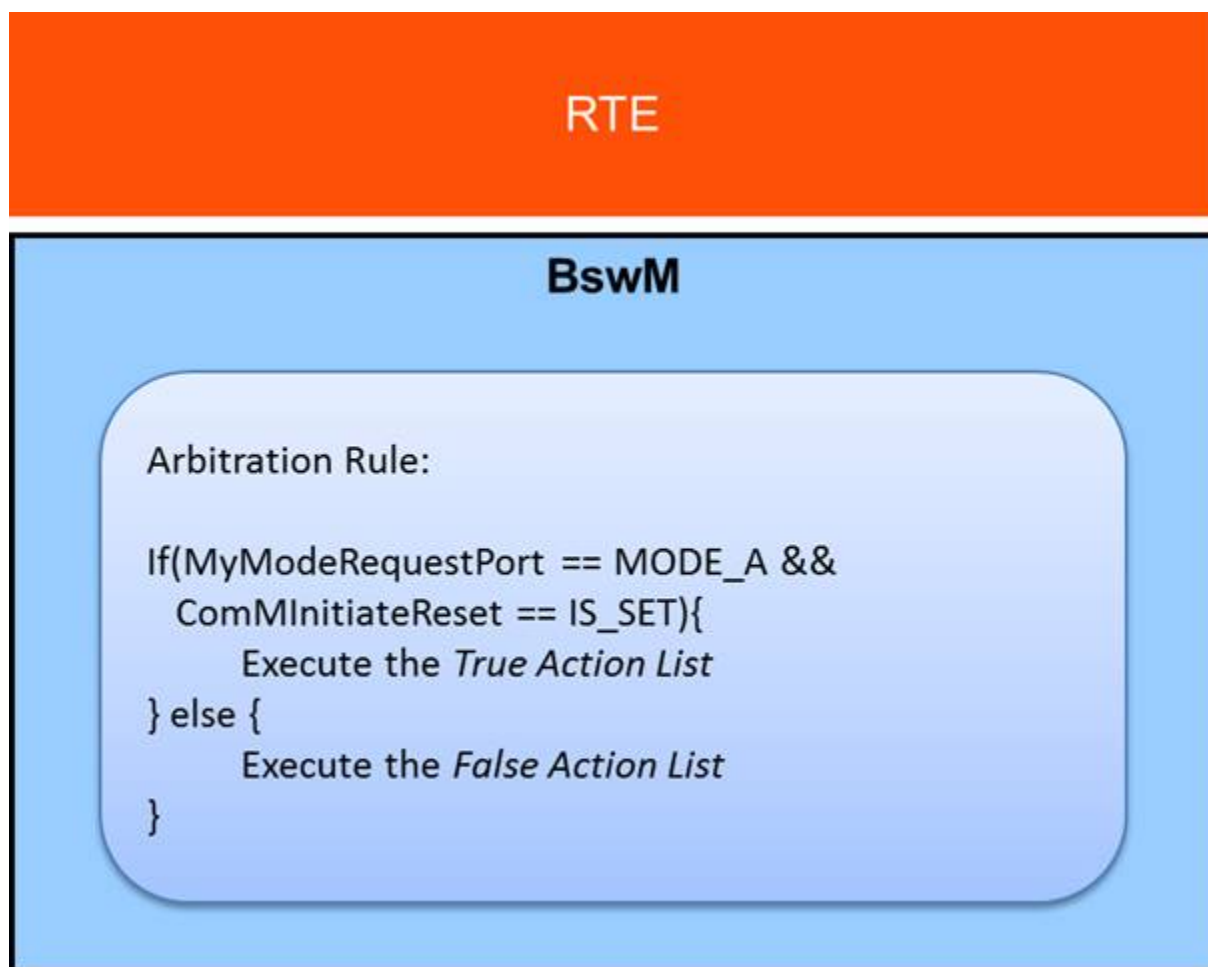 RTE
BswM
Arbitration Rule:
If(MyModeRequestPort == MODE_A &&
ComMInitiateReset == IS_SET){
Execute the True Action List
} else {
Execute the False Action List
}